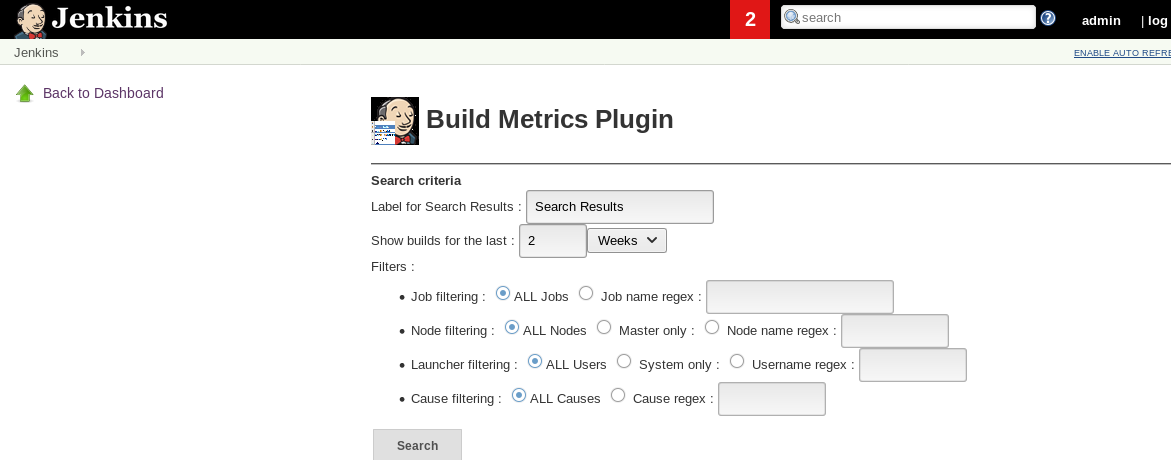 Jenkins 2 search admin | log
Jenkins ENABLE AUTO REFRE
Back to Dashboard
Build Metrics Plugin
Search criteria
Label for Search Results : Search Results
Show builds for the last : 2 Weeks
Filters :
• Job filtering : ALL Jobs Job name regex :
• Node filtering : ALL Nodes Master only : Node name regex :
• Launcher filtering : ALL Users System only : Username regex :
• Cause filtering : ALL Causes Cause regex :
Search